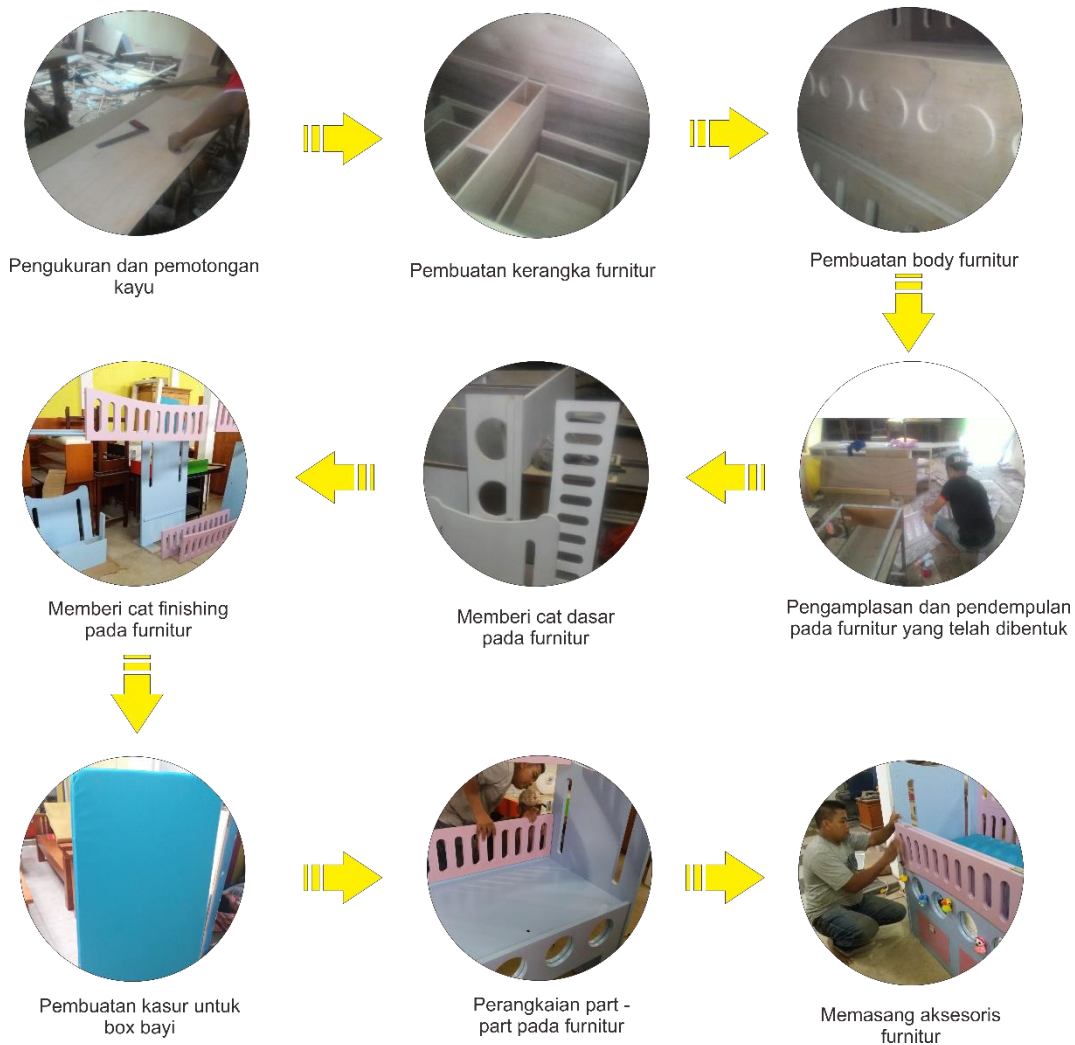 Pengukuran dan pemotongan
kayu
Pembuatan kerangka furnitur
Pembuatan body furnitur
Pengamplasan dan pendempulan
pada furnitur yang telah dibentuk
Memberi cat dasar
pada furnitur
Memberi cat finishing
pada furnitur
Pembuatan kasur untuk
box bayi
Perangkaian part -
part pada furnitur
Memasang aksesoris
furnitur